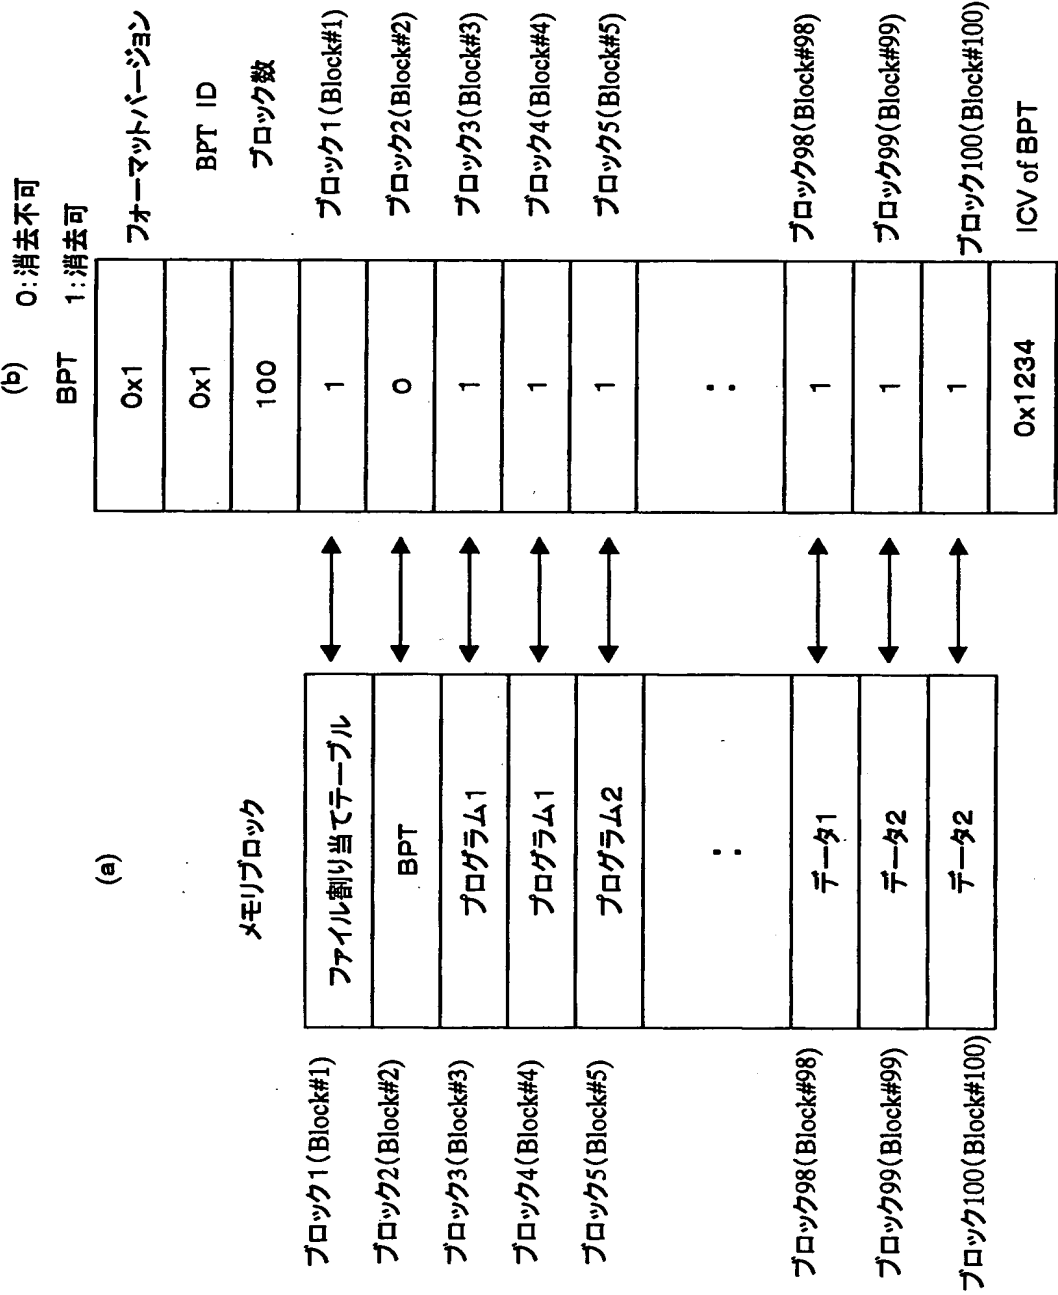 (a)
メモリブロック
ブロック1(Block#1)
ファイル割り当てテーブル
ブロック2(Block#2)
BPT
ブロック3(Block#3)
プログラム1
ブロック4(Block#4)
プログラム1
ブロック5(Block#5)
プログラム2
:
ブロック98(Block#98)
データ1
ブロック99(Block#99)
データ2
ブロック100(Block#100)
データ2
(b)
0:消去不可
BPT
1:消去可
0x1
フォーマットバージョン
0x1
BPT ID
100
ブロック数
1
ブロック1(Block#1)
0
ブロック2(Block#2)
1
ブロック3(Block#3)
1
ブロック4(Block#4)
1
ブロック5(Block#5)
:
1
ブロック98(Block#98)
1
ブロック99(Block#99)
1
ブロック100(Block#100)
0x1234
ICV of BPT